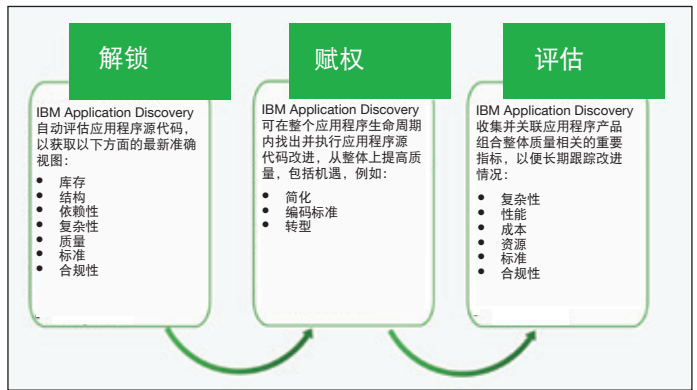 解锁
IBM Application Discovery
自动评估应用程序源代码，
以获取以下方面的最新准确
视图：
• 库存
• 结构
• 依赖性
• 复杂性
• 质量
• 标准
• 合规性
赋权
IBM Application Discovery
可在整个应用程序生命周期
内找出并执行应用程序源
代码改进，从整体上提高质
量，包括机遇，例如：
• 简化
• 编码标准
• 转型
评估
IBM Application Discovery
收集并关联应用程序产品
组合整体质量相关的重要
指标，以便长期跟踪改进
情况：
• 复杂性
• 性能
• 成本
• 资源
• 标准
• 合规性